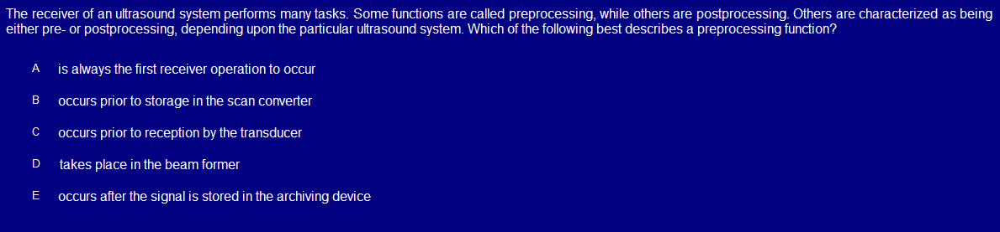 The receiver of an ultrasound system performs many tasks. Some functions are called preprocessing, while others are postprocessing. Others are characterized as being
either pre- or postprocessing, depending upon the particular ultrasound system. Which of the following best describes a preprocessing function?
A is always the first receiver operation to occur
B occurs prior to storage in the scan converter
C occurs prior to reception by the transducer
D takes place in the beam former
E occurs after the signal is stored in the archiving device